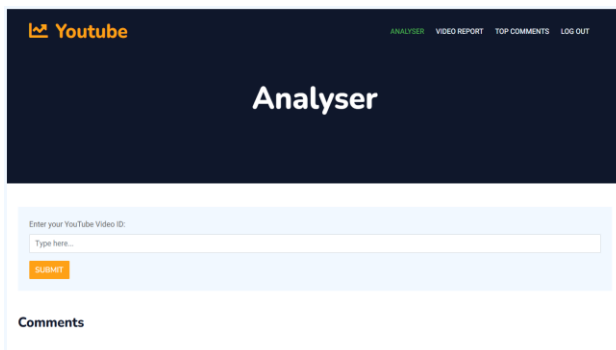 Youtube
ANALYSER VIDEO REPORT TOP COMMENTS LOG OUT
Analyser
Enter your YouTube Video ID:
Type here...
SUBMIT
Comments